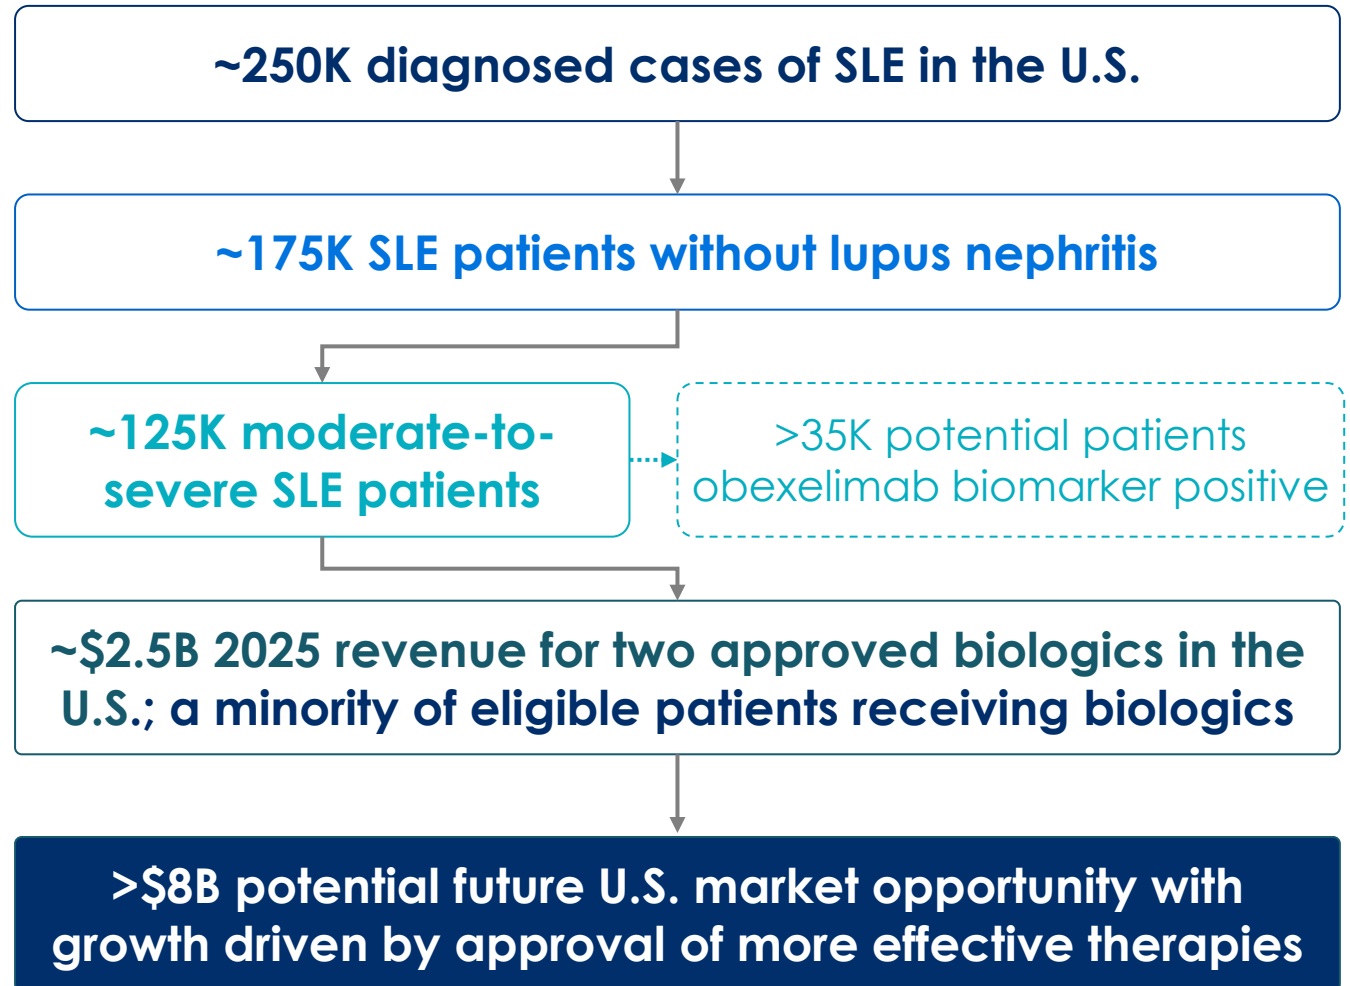 ~250K diagnosed cases of SLE in the U.S.
~175K SLE patients without lupus nephritis
~125K moderate-to-
severe SLE patients
>35K potential patients
obexelimab biomarker positive
~$2.5B 2025 revenue for two approved biologics in the
U.S.; a minority of eligible patients receiving biologics
>$8B potential future U.S. market opportunity with
growth driven by approval of more effective therapies